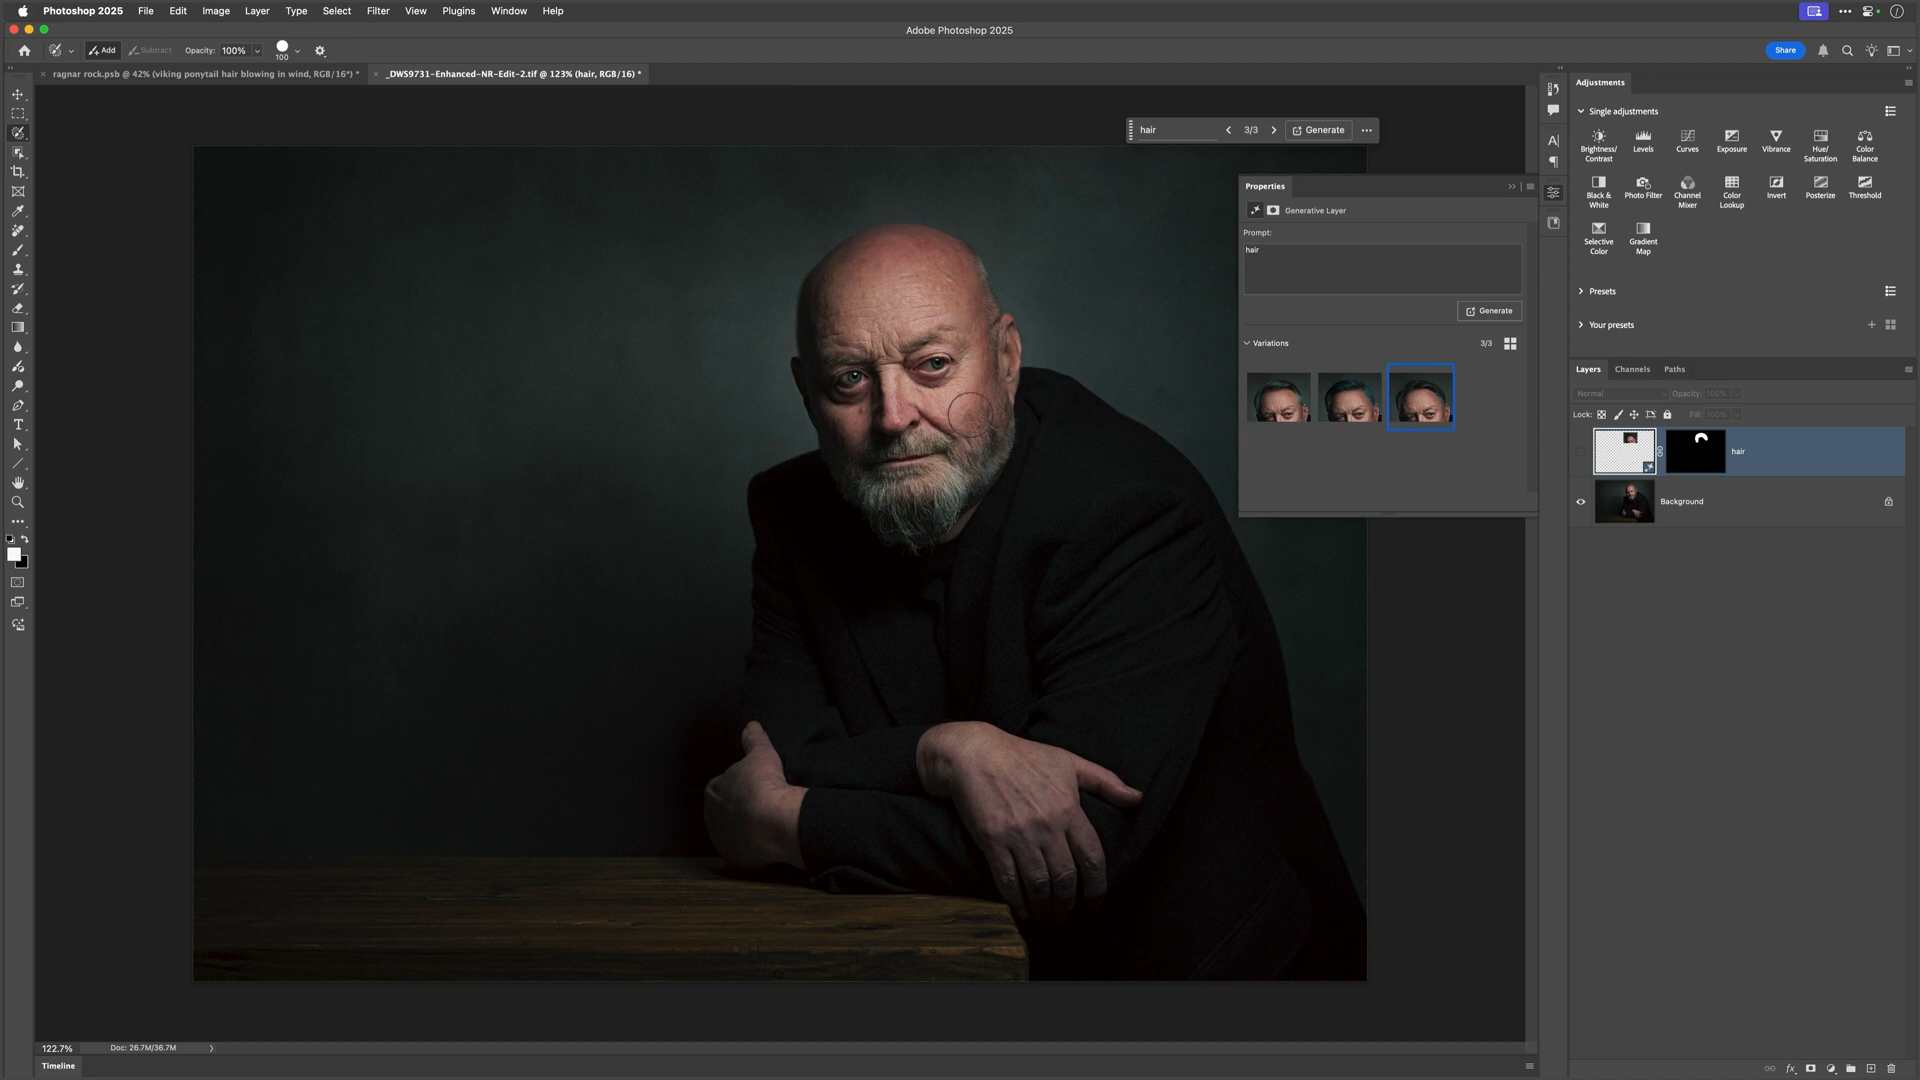 Photoshop 2025 File Edit Image Layer Type Select Filter View Plugins Window Help
Adobe Photoshop 2025
Add Subtract Opacity: 100% 100 Share
ragnar rock.psb @ 42% (viking ponytail hair blowing in wind, RGB/16*) * _DWS9731-Enhanced-NR-Edit-2.tif @ 123% (hair, RGB/16) *
hair 3/3 Generate
Properties
Generative Layer
Prompt:
hair
Generate
Variations 3/3
Adjustments
Single adjustments
Brightness/
Contrast
Levels
Curves
Exposure
Vibrance
Hue/
Saturation
Color
Balance
Black &
White
Photo Filter
Channel
Mixer
Color
Lookup
Invert
Posterize
Threshold
Selective
Color
Gradient
Map
Presets
Your presets
Layers Channels Paths
Normal Opacity: 100%
Lock: Fill: 100%
hair
Background
fx
122.7% Doc: 26.7M/36.7M
Timeline